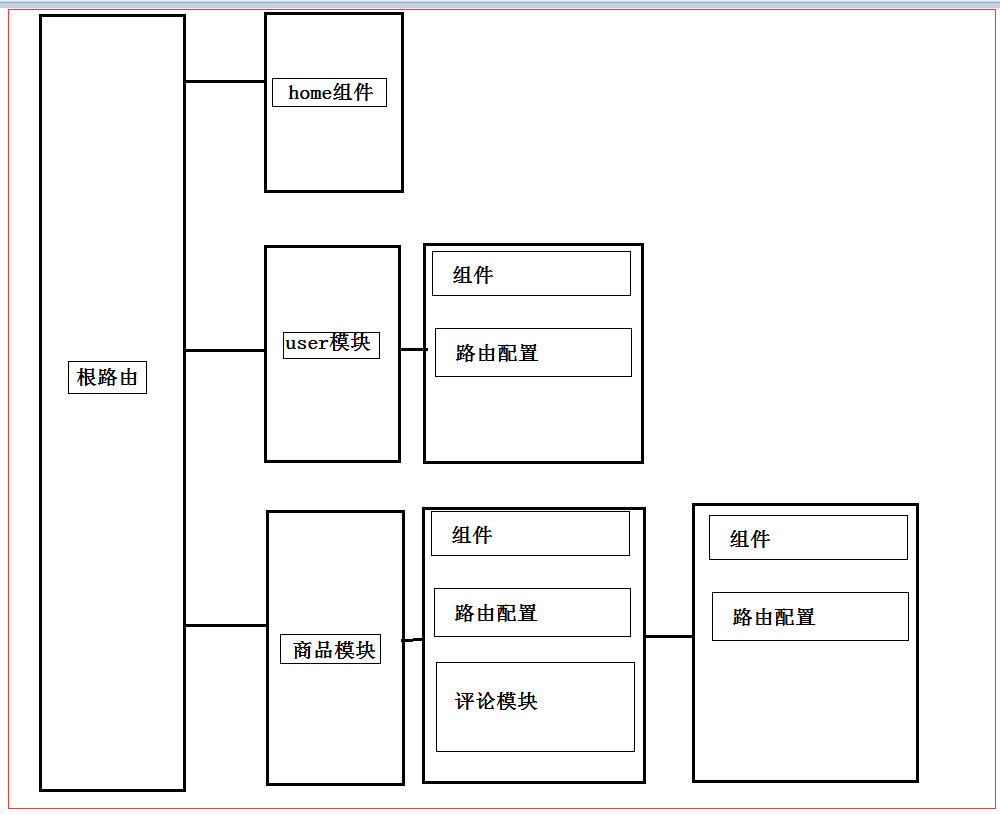 home组件
组件
user模块
路由配置
根路由
组件
组件
路由配置
路由配置
商品模块
评论模块